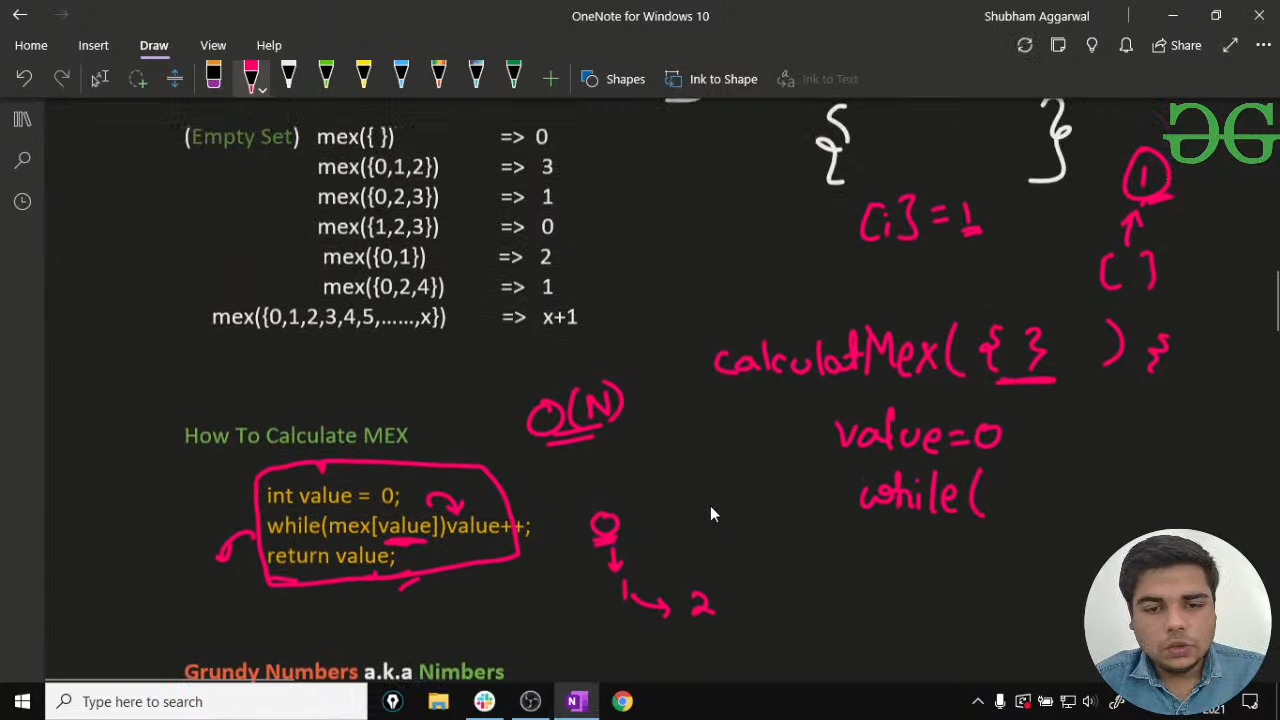 OneNote for Windows 10
Shubham Aggarwal
Home Insert Draw View Help
Share
Shapes Ink to Shape Ink to Text
(Empty Set) mex({ }) => 0
mex({0,1,2}) => 3
mex({0,2,3}) => 1
mex({1,2,3}) => 0
mex({0,1}) => 2
mex({0,2,4}) => 1
mex({0,1,2,3,4,5,......,x}) => x+1
{ }
[i] = 1
1
[ ]
calculatMex( { } ) {
value=0
while(
O(N)
How To Calculate MEX
int value = 0;
while(mex[value])value++;
return value;
0
1 2
Grundy Numbers a.k.a Nimbers
Type here to search
2021